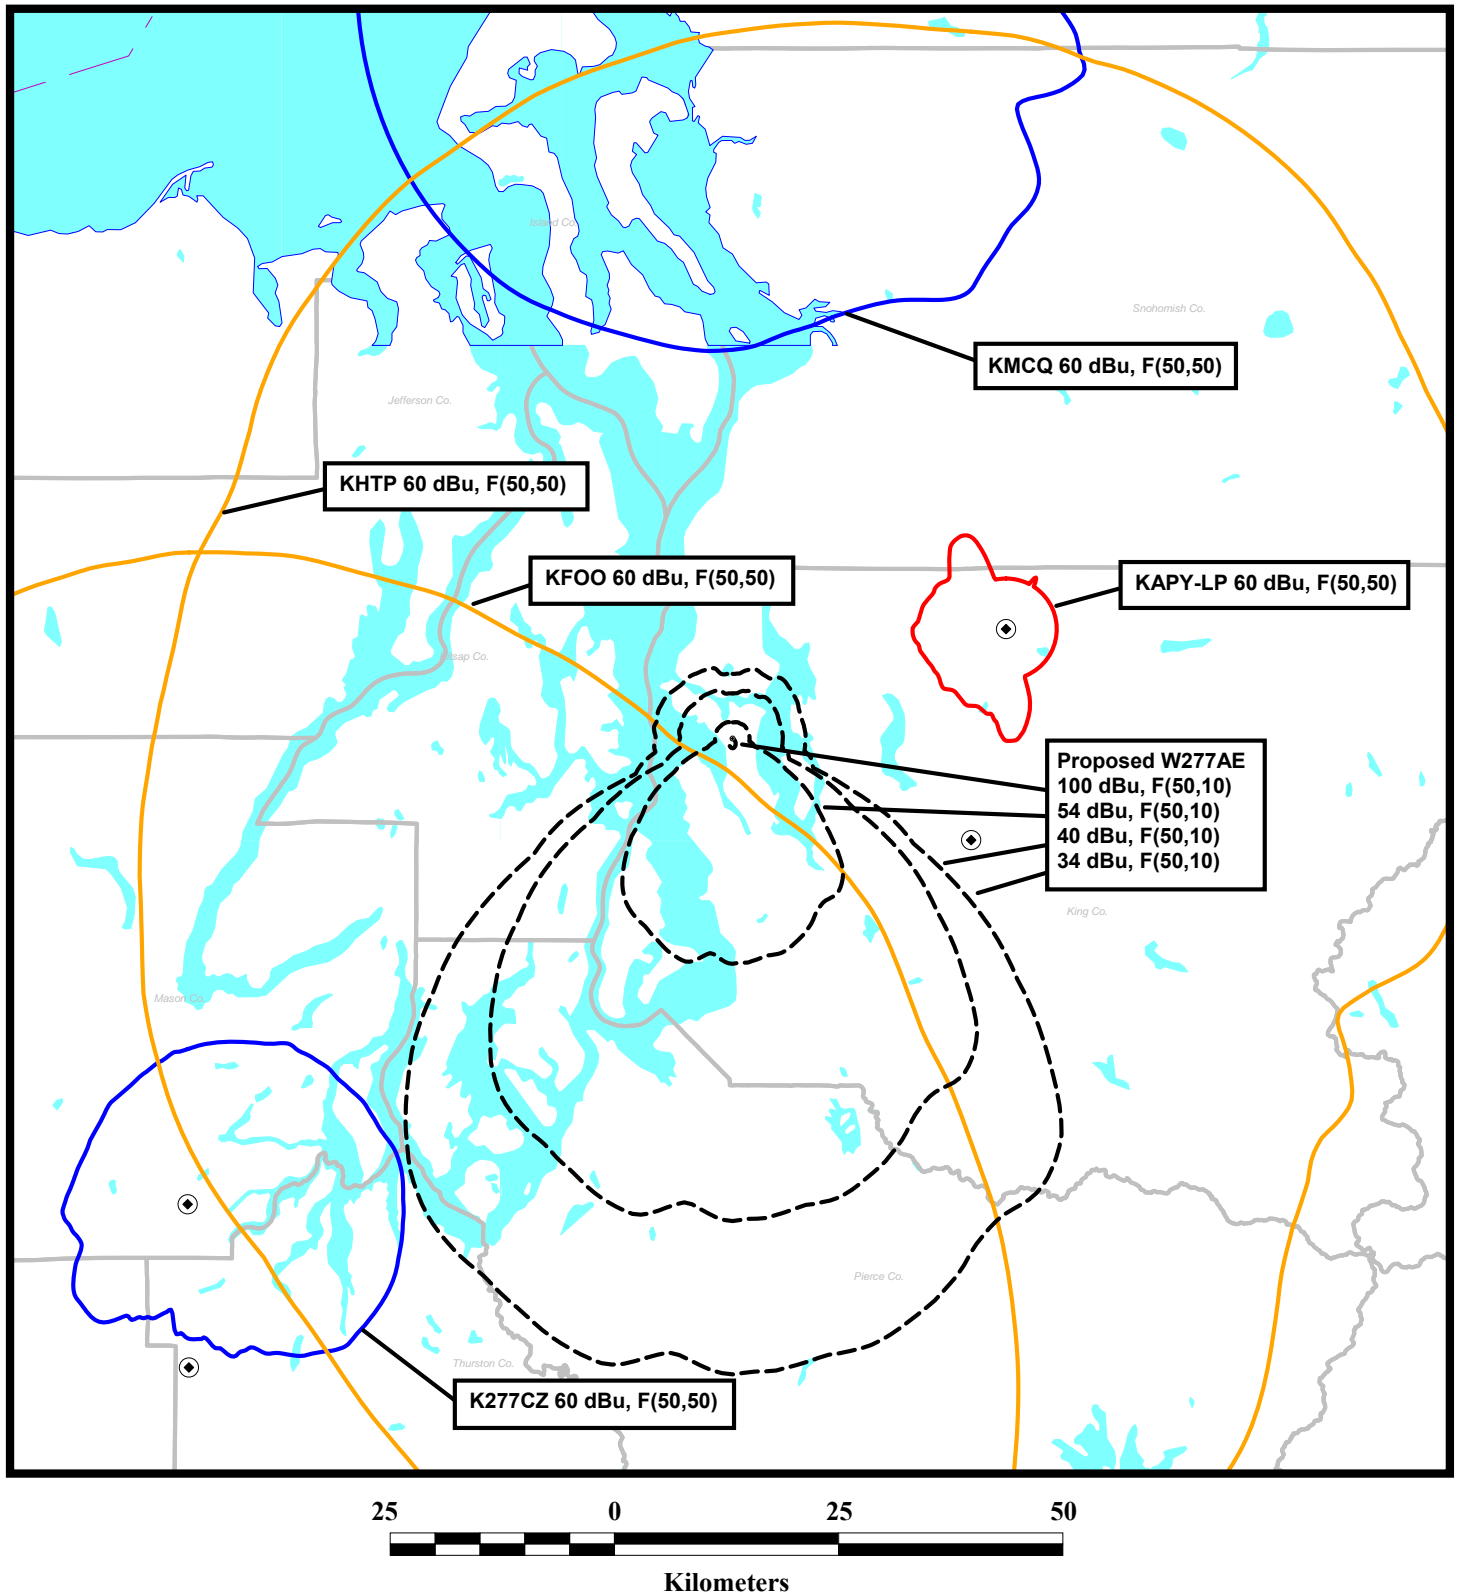 Island Co.
Snohomish Co.
KMCQ 60 dBu, F(50,50)
Jefferson Co.
KHTP 60 dBu, F(50,50)
KFOO 60 dBu, F(50,50)
KAPY-LP 60 dBu, F(50,50)
Kitsap Co.
Proposed W277AE
100 dBu, F(50,10)
54 dBu, F(50,10)
40 dBu, F(50,10)
34 dBu, F(50,10)
King Co.
Mason Co.
Pierce Co.
Thurston Co.
K277CZ 60 dBu, F(50,50)
25 0 25 50
Kilometers